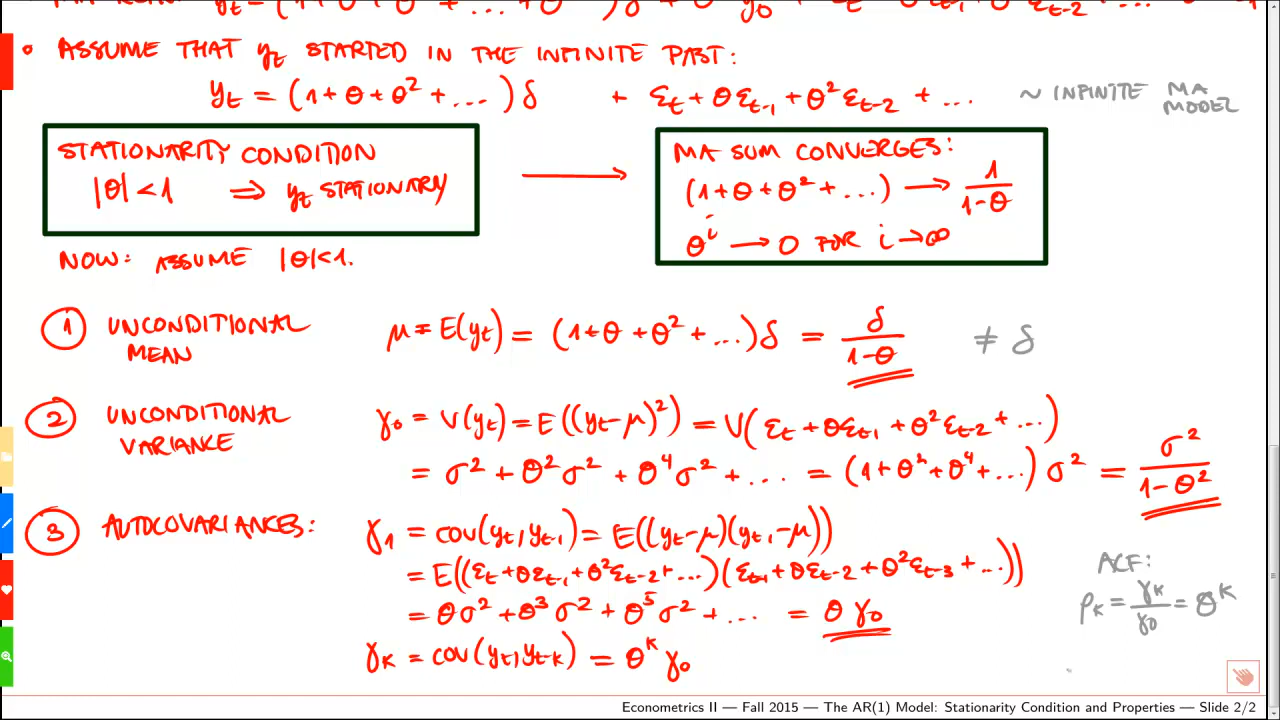 • ASSUME THAT yt STARTED IN THE INFINITE PAST:
yt = (1+θ+θ² + ...) δ + εt + θεt-1 + θ²εt-2 + ... ~ INFINITE MA MODEL
STATIONARITY CONDITION
|θ| < 1 ⇒ yt STATIONARY
→
MA SUM CONVERGES:
(1+θ+θ²+...) → 1/(1-θ)
θ^i → 0 FOR i→∞
NOW: ASSUME |θ|<1.
① UNCONDITIONAL MEAN
μ = E(yt) = (1+θ+θ²+...)δ = δ/(1-θ) ≠ δ
② UNCONDITIONAL VARIANCE
γ0 = V(yt) = E((yt-μ)²) = V(εt + θεt-1 + θ²εt-2 + ...)
= σ² + θ²σ² + θ⁴σ² + ... = (1+θ²+θ⁴+...) σ² = σ²/(1-θ²)
③ AUTOCOVARIANCES:
γ1 = COV(yt, yt-1) = E((yt-μ)(yt-1-μ))
= E((εt+θεt-1+θ²εt-2+...)(εt-1+θεt-2+θ²εt-3+...))
= θσ² + θ³σ² + θ⁵σ² + ... = θγ0
γk = COV(yt, yt-k) = θ^k γ0
ACF:
ρk = γk/γ0 = θ^k
Econometrics II — Fall 2015 — The AR(1) Model: Stationarity Condition and Properties — Slide 2/2